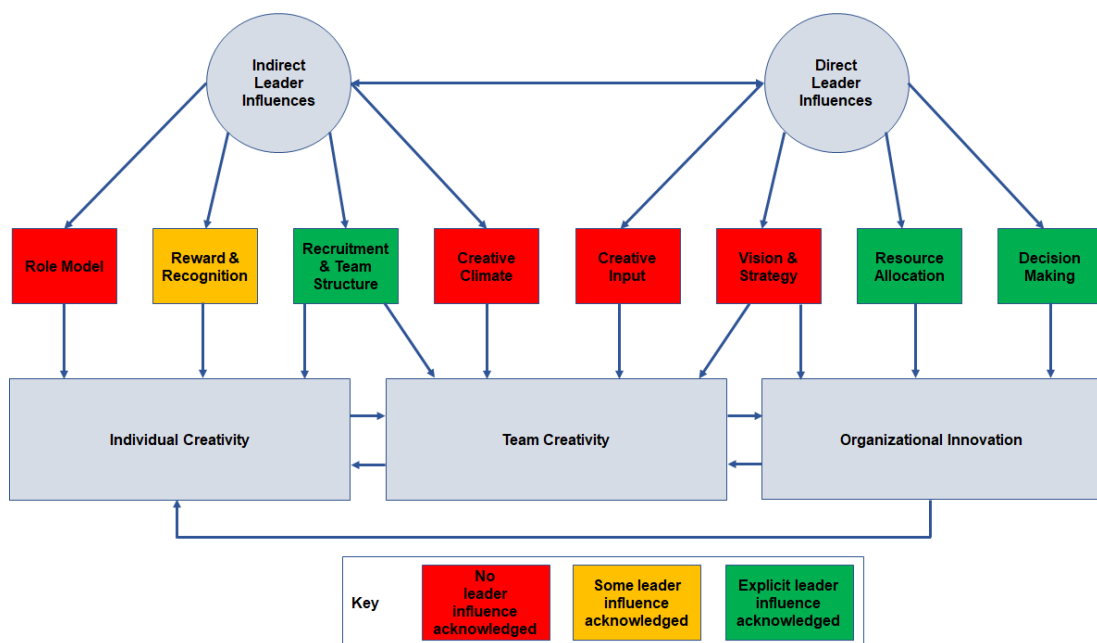 Indirect
Leader
Influences
Direct
Leader
Influences
Role Model
Reward &
Recognition
Recruitment
& Team
Structure
Creative
Climate
Creative
Input
Vision &
Strategy
Resource
Allocation
Decision
Making
Individual Creativity
Team Creativity
Organizational Innovation
Key
No
leader
influence
acknowledged
Some leader
influence
acknowledged
Explicit leader
influence
acknowledged